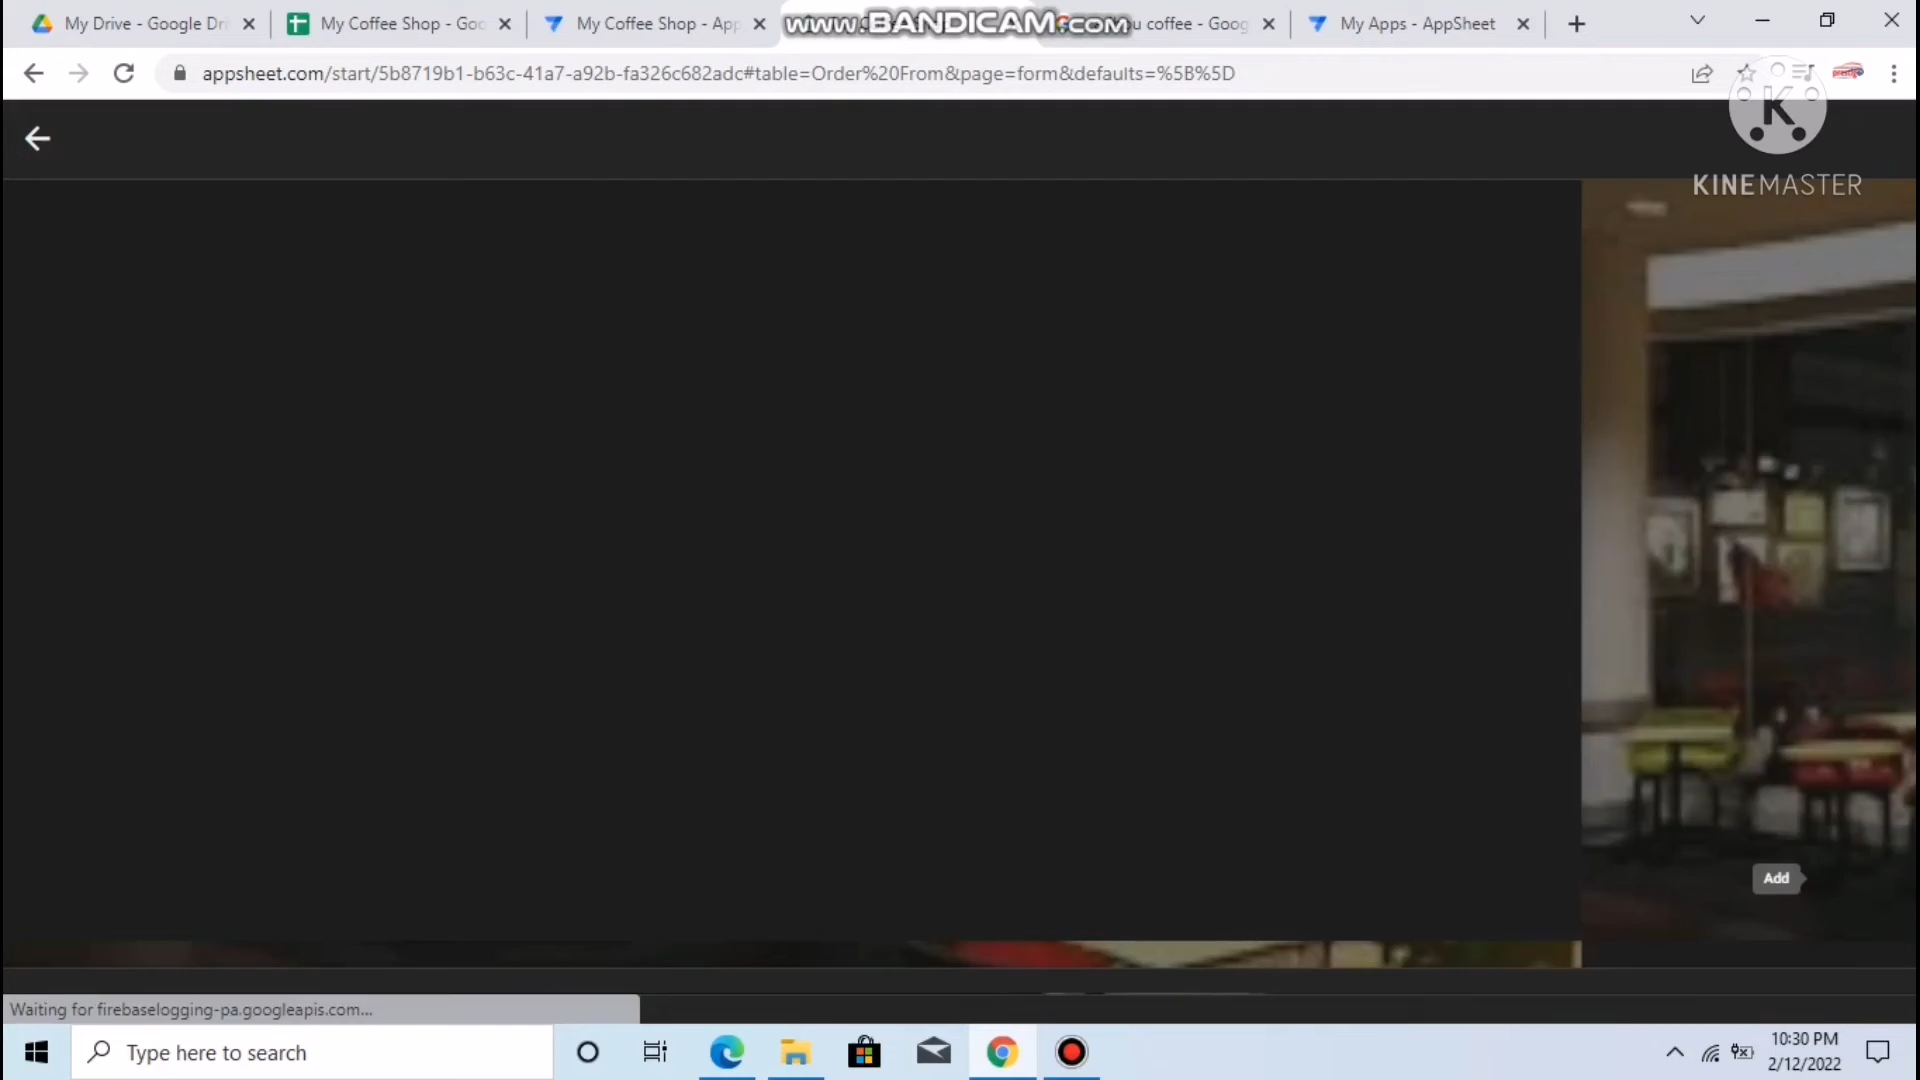 My Drive - Google Dri
My Coffee Shop - Goo
My Coffee Shop - App
www.BANDICAM.com
ou coffee - Goog
My Apps - AppSheet
appsheet.com/start/5b8719b1-b63c-41a7-a92b-fa326c682adc#table=Order%20From&page=form&defaults=%5B%5D
K
KINEMASTER
Add
Waiting for firebaselogging-pa.googleapis.com...
Type here to search
10:30 PM
2/12/2022